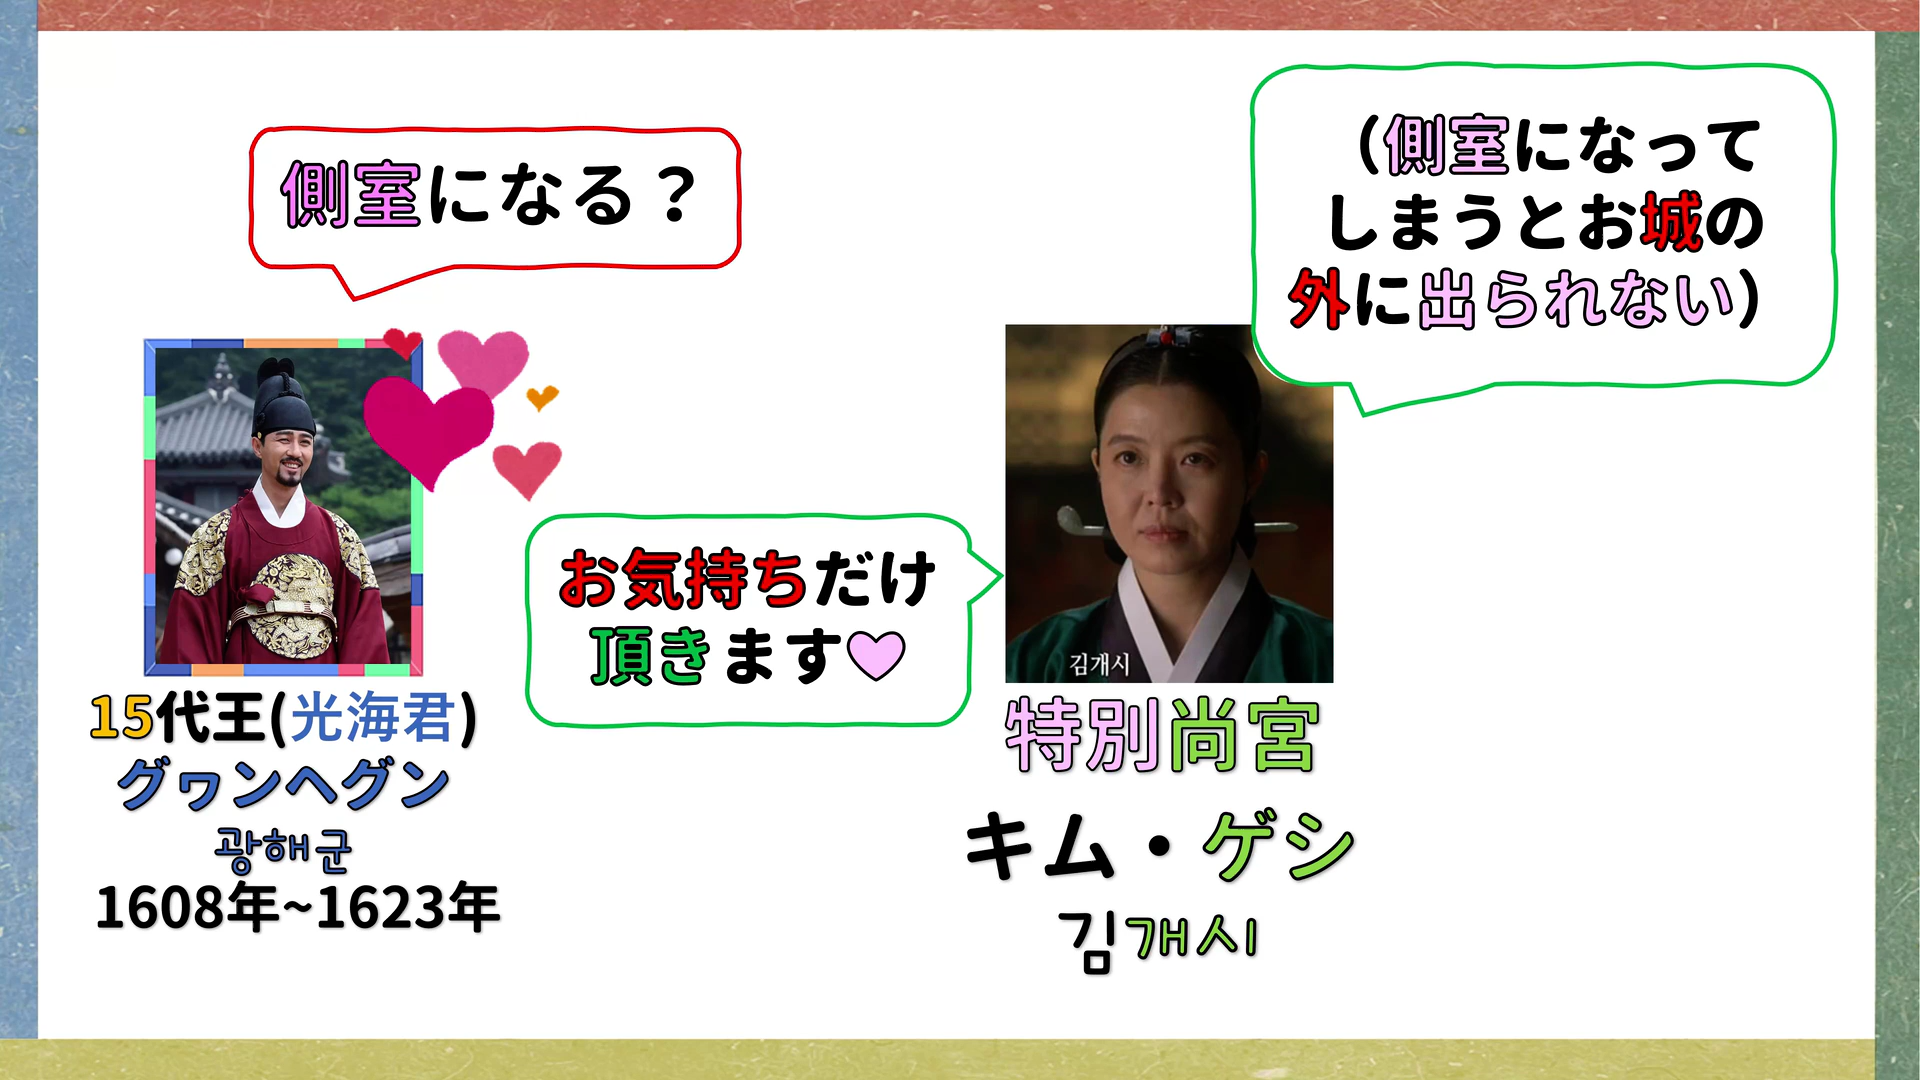 側室になる？
（側室になって
しまうとお城の
外に出られない）
お気持ちだけ
頂きます
김개시
15代王(光海君)
グヮンヘグン
광해군
1608年~1623年
特別尚宮
キム・ゲシ
김개시